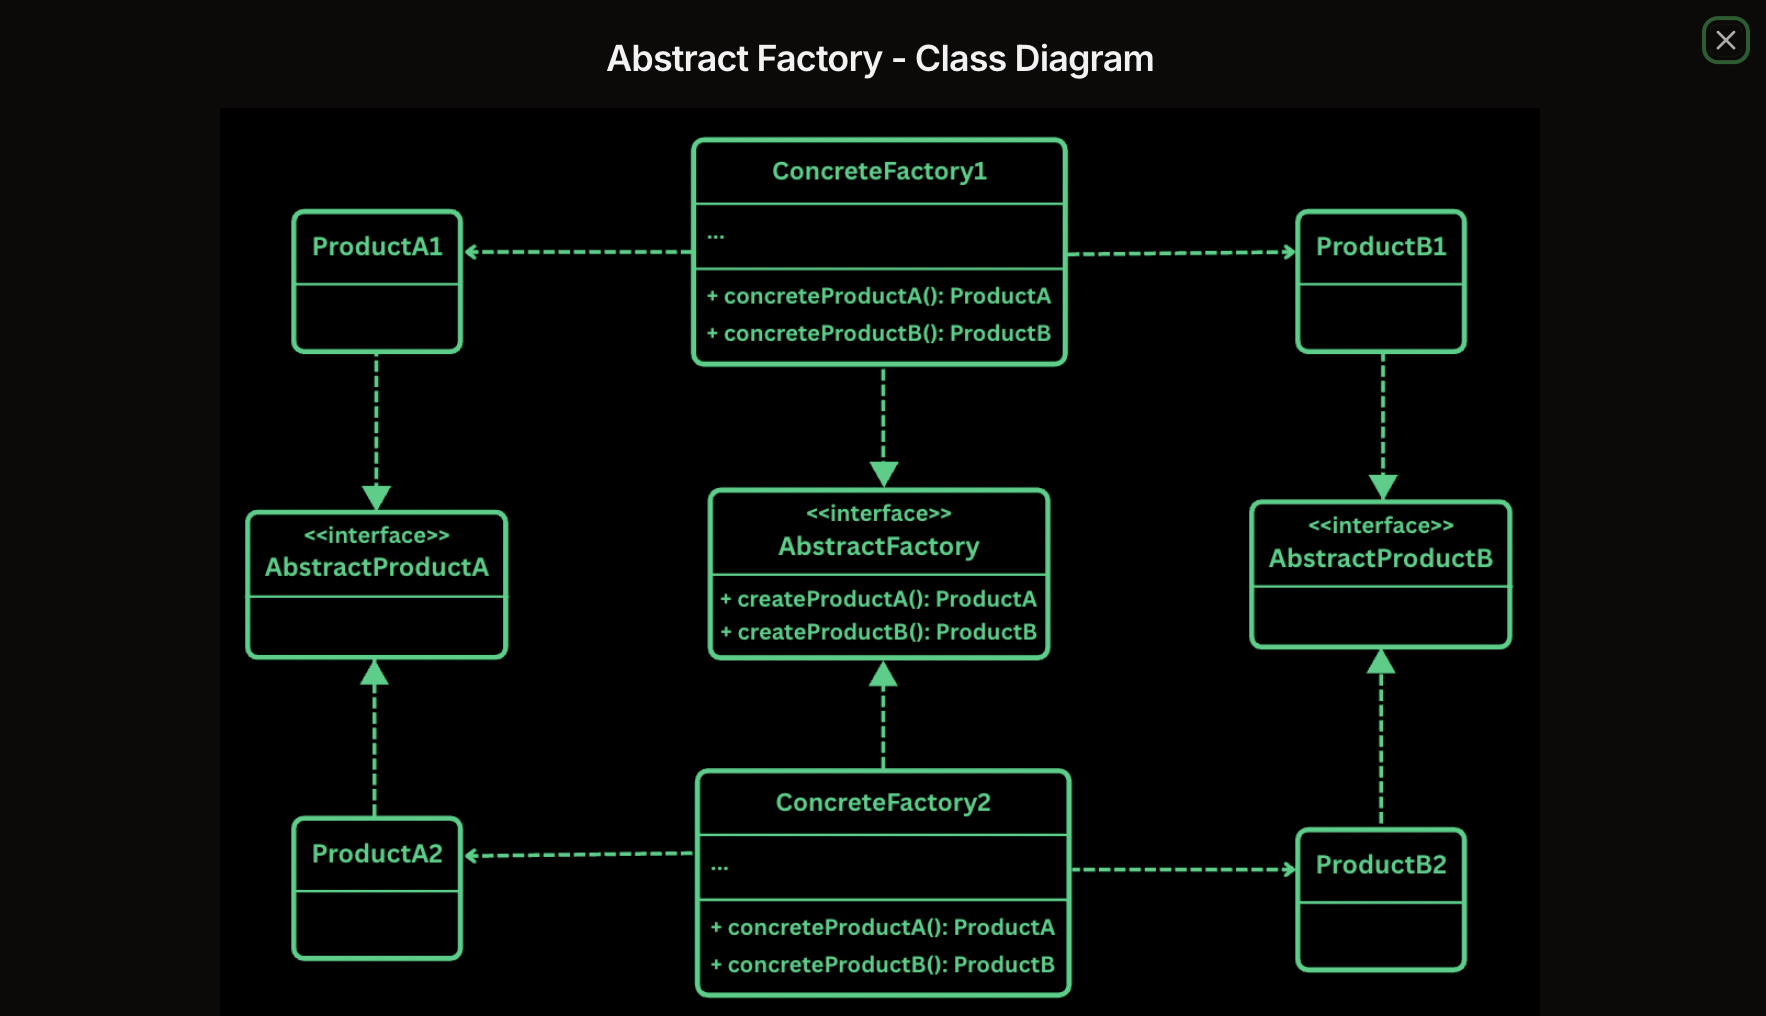 Abstract Factory - Class Diagram
ConcreteFactory1
...
+ concreteProductA(): ProductA
+ concreteProductB(): ProductB
ProductA1
ProductB1
<<interface>>
AbstractProductA
<<interface>>
AbstractFactory
+ createProductA(): ProductA
+ createProductB(): ProductB
<<interface>>
AbstractProductB
ProductA2
ConcreteFactory2
...
+ concreteProductA(): ProductA
+ concreteProductB(): ProductB
ProductB2